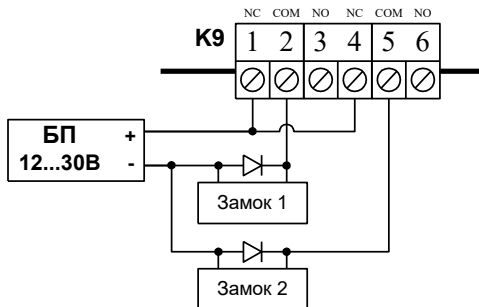 NC COM NO NC COM NO
K9 1 2 3 4 5 6
БП +
12...30В -
Замок 1
Замок 2